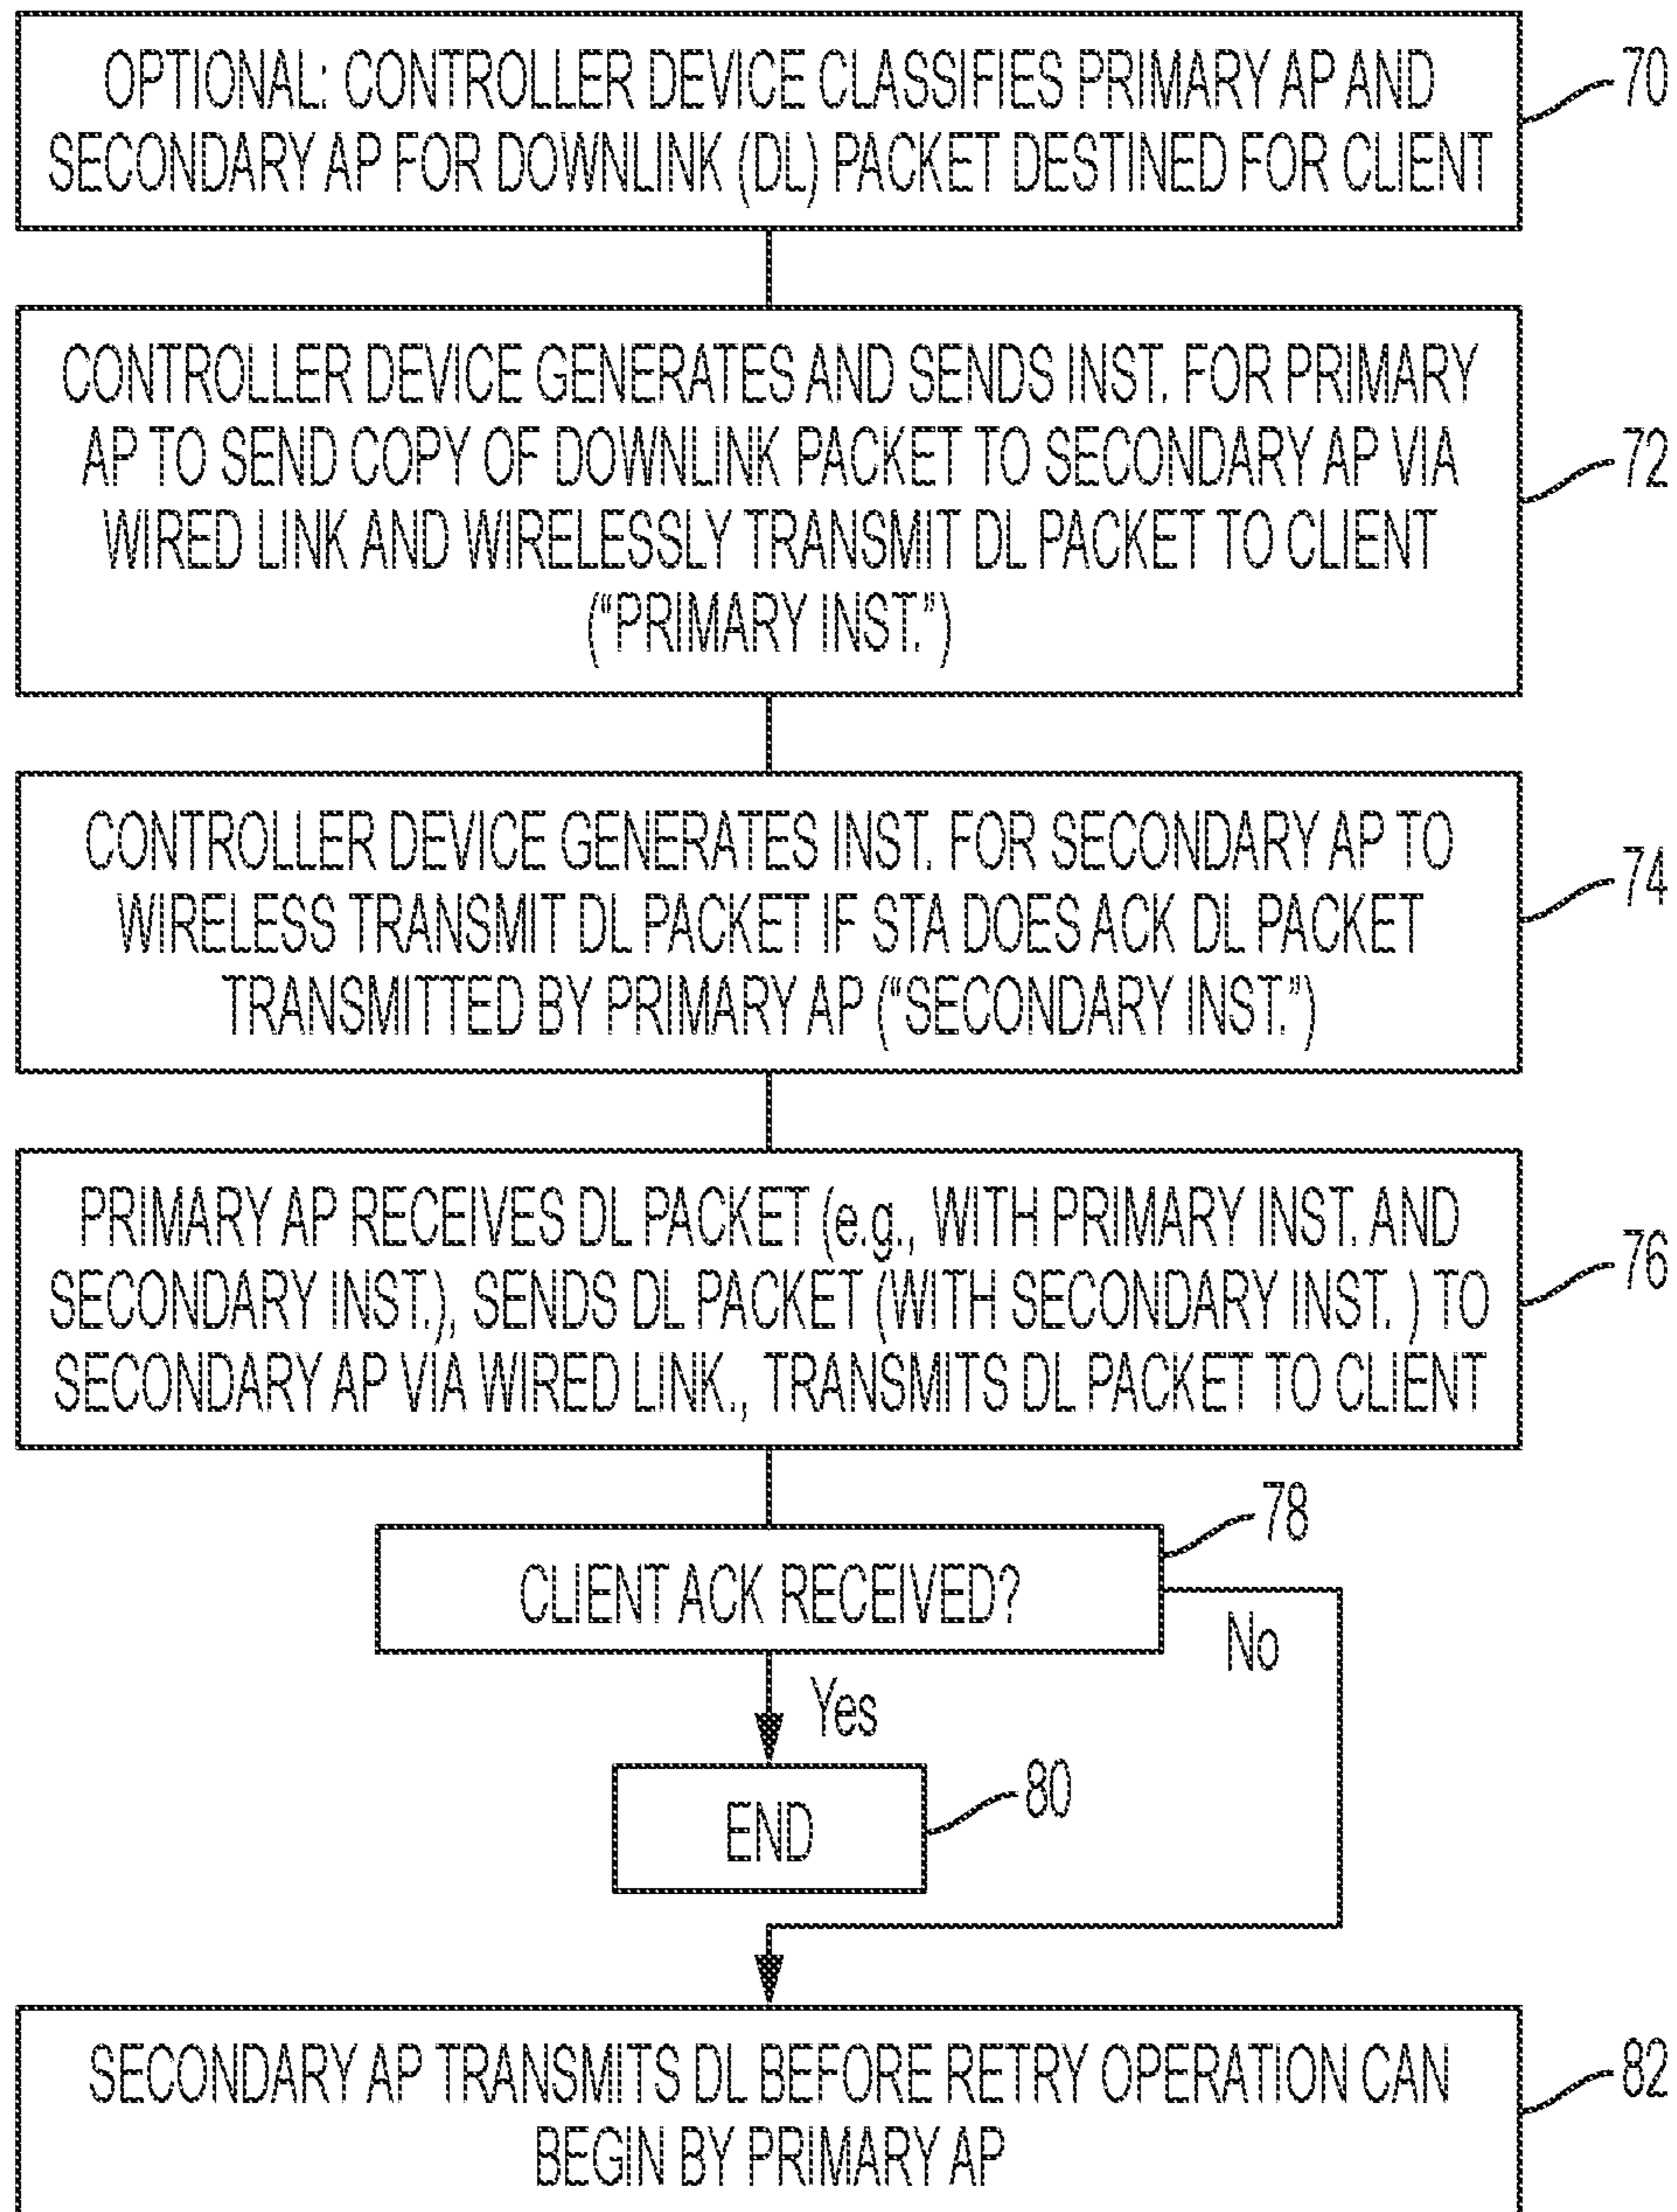 OPTIONAL: CONTROLLER DEVICE CLASSIFIES PRIMARY AP AND
SECONDARY AP FOR DOWNLINK (DL) PACKET DESTINED FOR CLIENT
70
CONTROLLER DEVICE GENERATES AND SENDS INST. FOR PRIMARY
AP TO SEND COPY OF DOWNLINK PACKET TO SECONDARY AP VIA
WIRED LINK AND WIRELESSLY TRANSMIT DL PACKET TO CLIENT
("PRIMARY INST.")
72
CONTROLLER DEVICE GENERATES INST. FOR SECONDARY AP TO
WIRELESS TRANSMIT DL PACKET IF STA DOES ACK DL PACKET
TRANSMITTED BY PRIMARY AP ("SECONDARY INST.")
74
PRIMARY AP RECEIVES DL PACKET (e.g., WITH PRIMARY INST. AND
SECONDARY INST.), SENDS DL PACKET (WITH SECONDARY INST. ) TO
SECONDARY AP VIA WIRED LINK., TRANSMITS DL PACKET TO CLIENT
76
CLIENT ACK RECEIVED?
78
No
Yes
END
80
SECONDARY AP TRANSMITS DL BEFORE RETRY OPERATION CAN
BEGIN BY PRIMARY AP
82